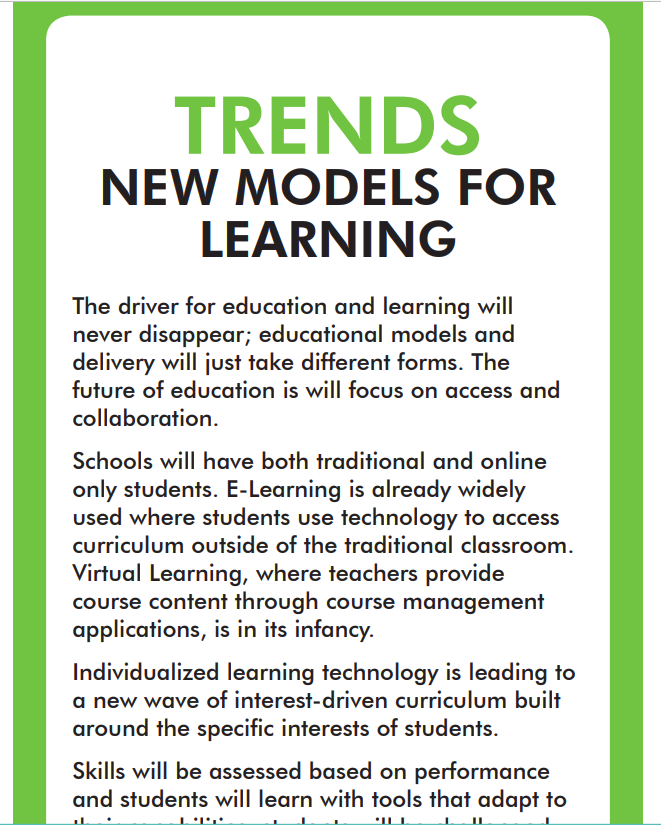 TRENDS
NEW MODELS FOR
LEARNING
The driver for education and learning will
never disappear; educational models and
delivery will just take different forms. The
future of education is will focus on access and
collaboration.
Schools will have both traditional and online
only students. E-Learning is already widely
used where students use technology to access
curriculum outside of the traditional classroom.
Virtual Learning, where teachers provide
course content through course management
applications, is in its infancy.
Individualized learning technology is leading to
a new wave of interest-driven curriculum built
around the specific interests of students.
Skills will be assessed based on performance
and students will learn with tools that adapt to